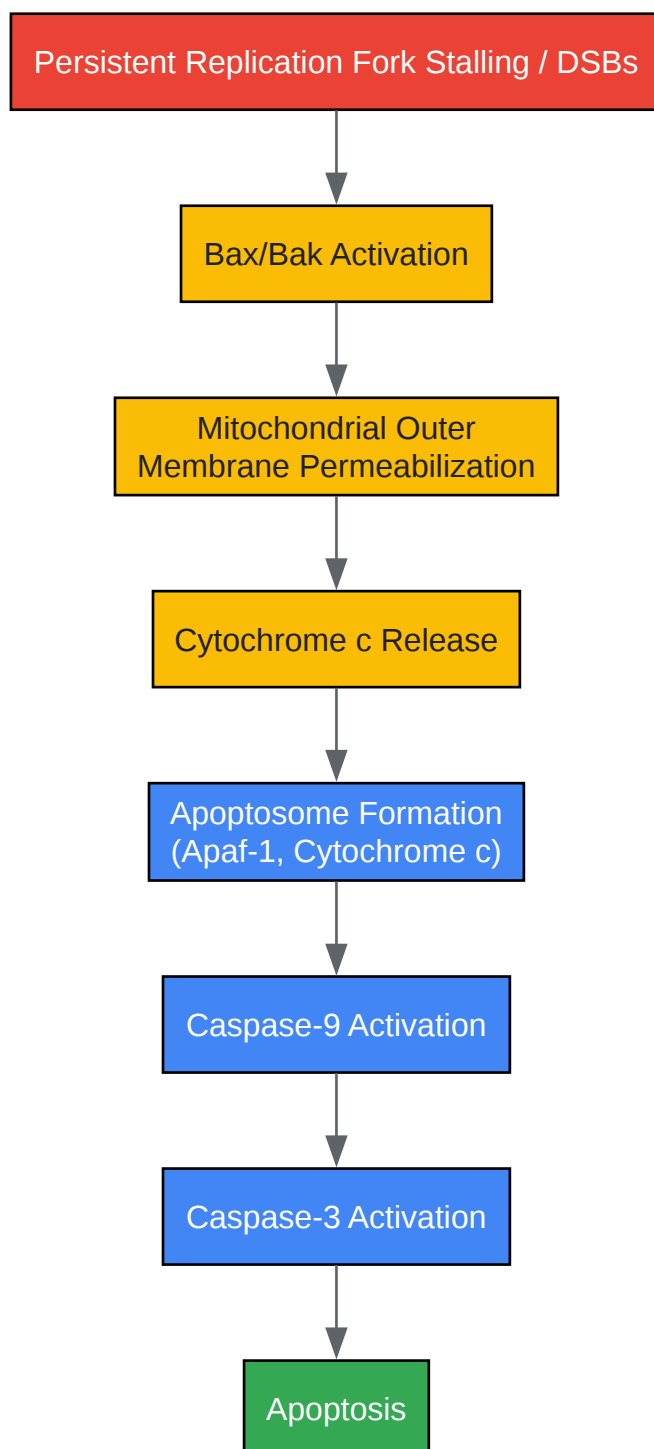 Persistent Replication Fork Stalling / DSBs
Bax/Bak Activation
Mitochondrial Outer
Membrane Permeabilization
Cytochrome c Release
Apoptosome Formation
(Apaf-1, Cytochrome c)
Caspase-9 Activation
Caspase-3 Activation
Apoptosis